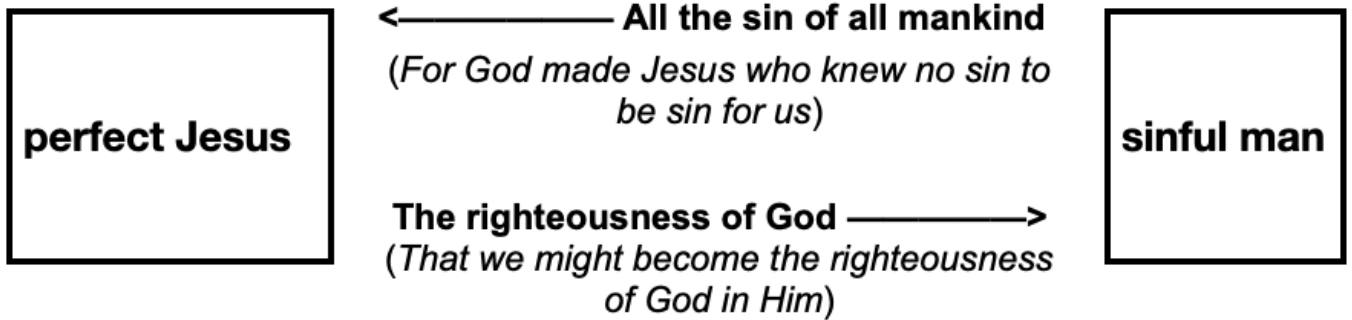 <————— All the sin of all mankind
(For God made Jesus who knew no sin to
be sin for us)
perfect Jesus
sinful man
The righteousness of God ————–>
(That we might become the righteousness
of God in Him)